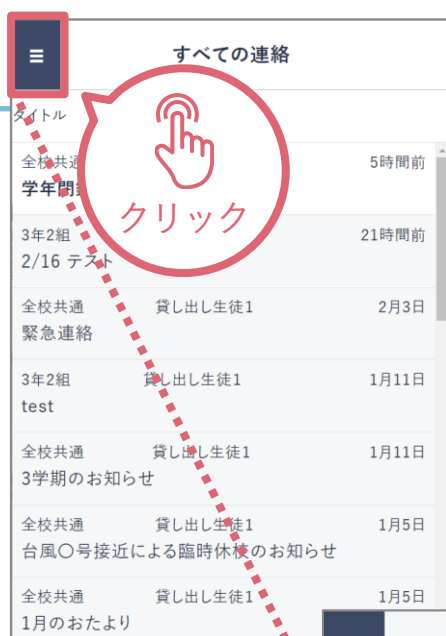 すべての連絡
タイトル
全校共通 5時間前
学年閉
クリック
3年2組 21時間前
2/16 テスト
全校共通 貸し出し生徒1 2月3日
緊急連絡
3年2組 貸し出し生徒1 1月11日
test
全校共通 貸し出し生徒1 1月11日
3学期のお知らせ
全校共通 貸し出し生徒1 1月5日
台風〇号接近による臨時休校のお知らせ
全校共通 貸し出し生徒1 1月5日
1月のおたより